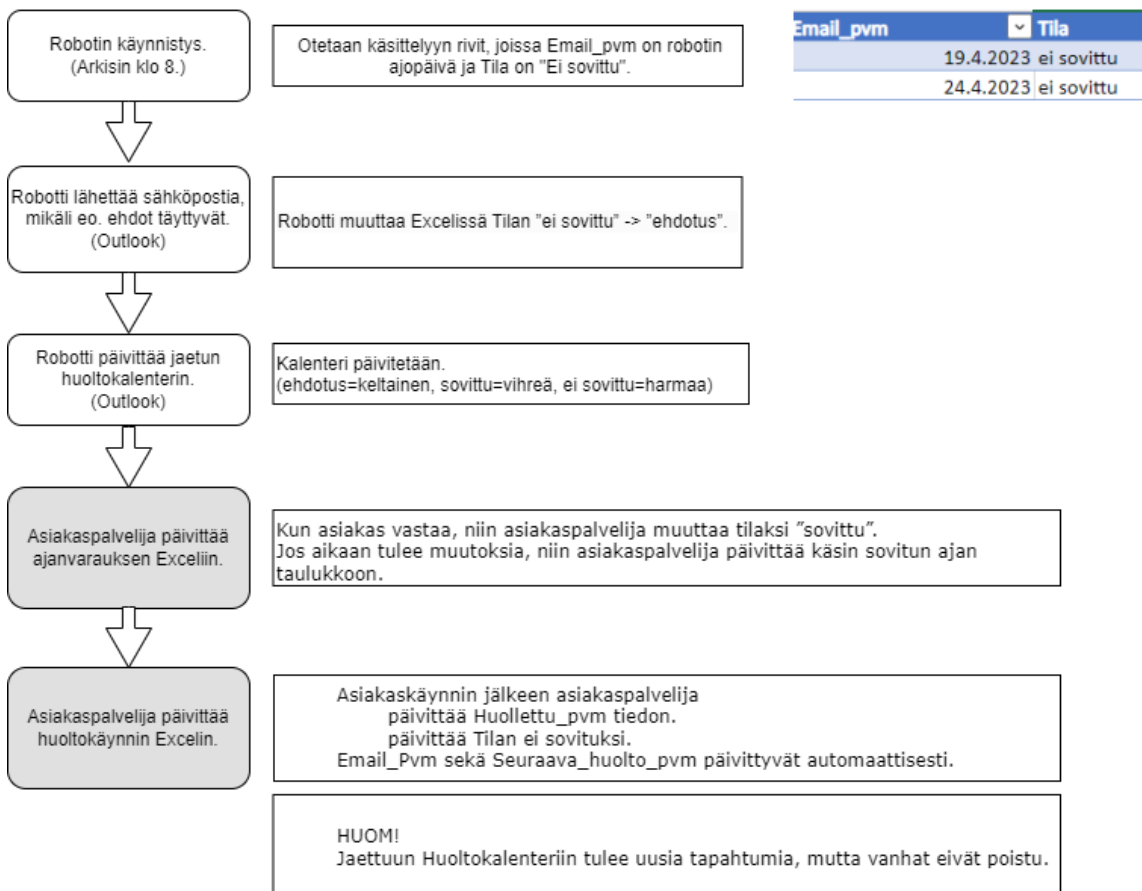 Robotin käynnistys.
(Arkisin klo 8.)
Otetaan käsittelyyn rivit, joissa Email_pvm on robotin
ajopäivä ja Tila on "Ei sovittu".
Email_pvm Tila
19.4.2023 ei sovittu
24.4.2023 ei sovittu
Robotti lähettää sähköpostia,
mikäli eo. ehdot täyttyvät.
(Outlook)
Robotti muuttaa Excelissä Tilan "ei sovittu" -> "ehdotus".
Robotti päivittää jaetun
huoltokalenterin.
(Outlook)
Kalenteri päivitetään.
(ehdotus=keltainen, sovittu=vihreä, ei sovittu=harmaa)
Asiakaspalvelija päivittää
ajanvarauksen Exceliin.
Kun asiakas vastaa, niin asiakaspalvelija muuttaa tilaksi ”sovittu”.
Jos aikaan tulee muutoksia, niin asiakaspalvelija päivittää käsin sovitun ajan
taulukkoon.
Asiakaspalvelija päivittää
huoltokäynnin Excelin.
Asiakaskäynnin jälkeen asiakaspalvelija
päivittää Huollettu_pvm tiedon.
päivittää Tilan ei sovituksi.
Email_Pvm sekä Seuraava_huolto_pvm päivittyvät automaattisesti.
HUOM!
Jaettuun Huoltokalenteriin tulee uusia tapahtumia, mutta vanhat eivät poistu.